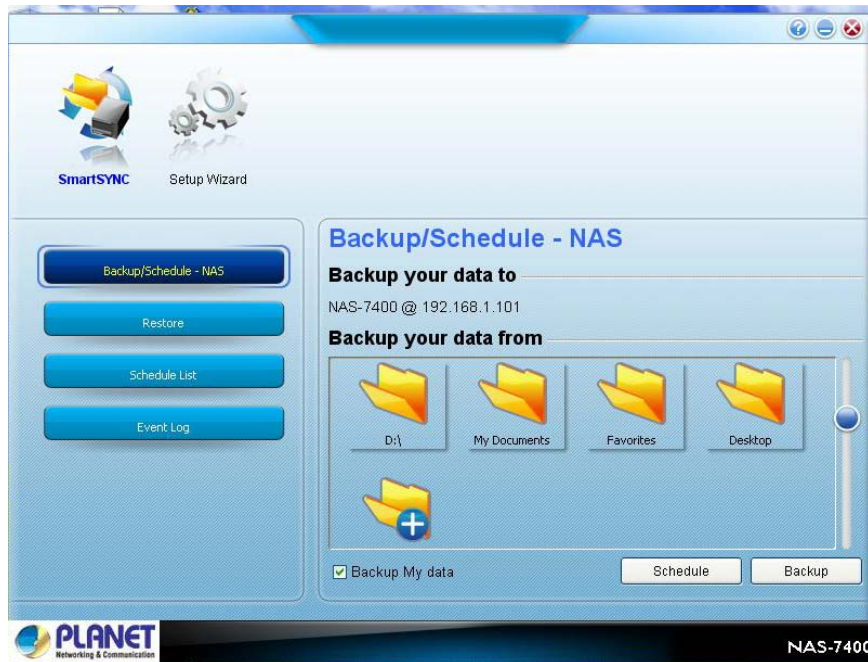 SmartSYNC
Setup Wizard
Backup/Schedule - NAS
Restore
Schedule List
Event Log
Backup/Schedule - NAS
Backup your data to
NAS-7400 @ 192.168.1.101
Backup your data from
D:\
My Documents
Favorites
Desktop
Backup My data
Schedule
Backup
PLANET
Networking & Communication
NAS-7400